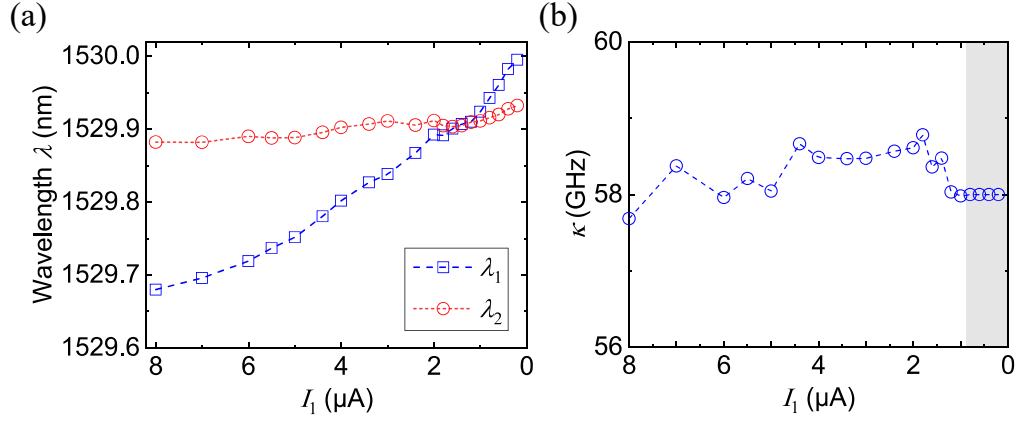 (a)
Wavelength λ (nm)
1530.0
1529.9
1529.8
1529.7
1529.6
8 6 4 2 0
I₁ (µA)
λ₁
λ₂
(b)
κ (GHz)
60
58
56
8 6 4 2 0
I₁ (µA)